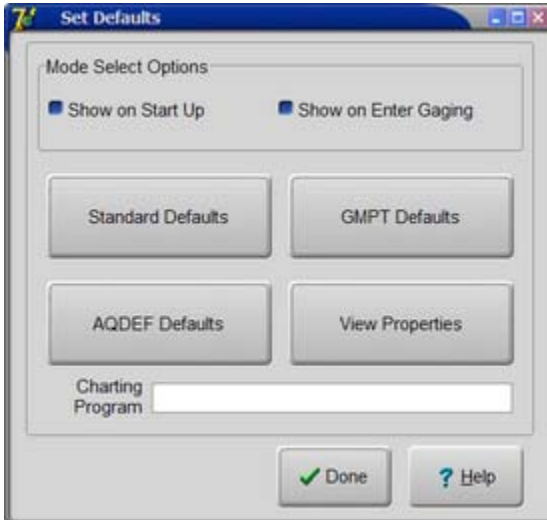 Set Defaults
Mode Select Options
Show on Start Up
Show on Enter Gaging
Standard Defaults
GMPT Defaults
AQDEF Defaults
View Properties
Charting
Program
Done
? Help